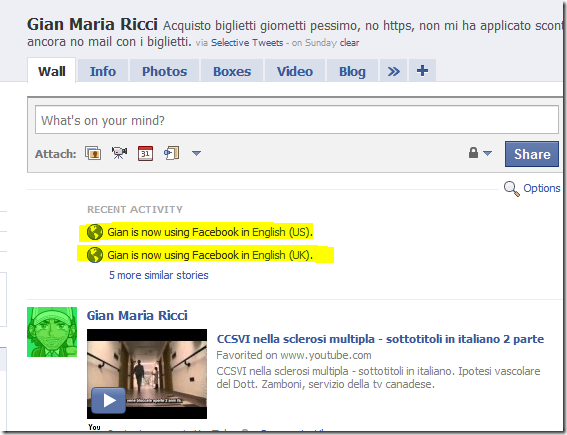 Gian Maria Ricci Acquisto biglietti giometti pessimo, no https, non mi ha applicato scont
ancora no mail con i biglietti. via Selective Tweets - on Sunday clear
Wall Info Photos Boxes Video Blog » +
What's on your mind?
Attach: 31 Share
Options
RECENT ACTIVITY
Gian is now using Facebook in English (US).
Gian is now using Facebook in English (UK).
5 more similar stories
Gian Maria Ricci
CCSVI nella sclerosi multipla - sottotitoli in italiano 2 parte
Favorited on www.youtube.com
CCSVI nella sclerosi multipla - sottotitoli in italiano. Ipotesi vascolare
del Dott. Zamboni, servizio della tv canadese.
You